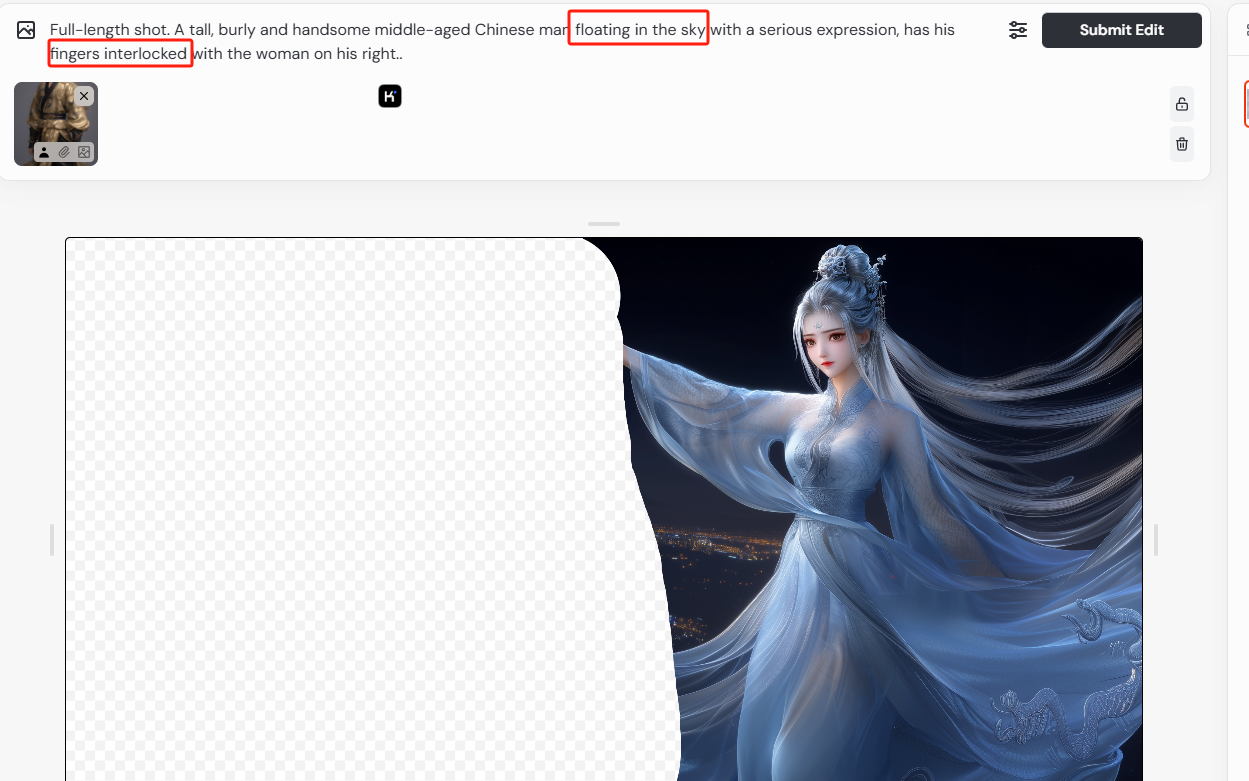 Full-length shot. A tall, burly and handsome middle-aged Chinese man floating in the sky with a serious expression, has his
fingers interlocked with the woman on his right..
Submit Edit
K